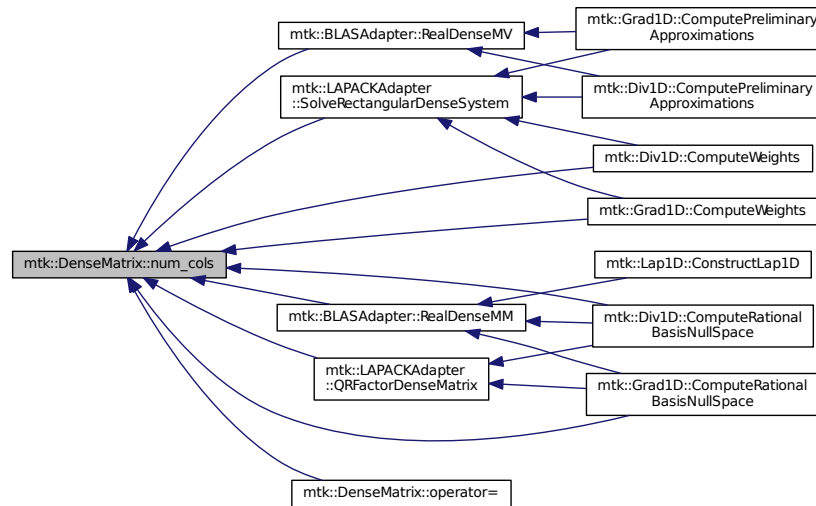 mtk::DenseMatrix::num_cols
mtk::BLASAdapter::RealDenseMV
mtk::LAPACKAdapter
::SolveRectangularDenseSystem
mtk::BLASAdapter::RealDenseMM
mtk::LAPACKAdapter
::QRFactorDenseMatrix
mtk::DenseMatrix::operator=
mtk::Grad1D::ComputePreliminary
Approximations
mtk::Div1D::ComputePreliminary
Approximations
mtk::Div1D::ComputeWeights
mtk::Grad1D::ComputeWeights
mtk::Lap1D::ConstructLap1D
mtk::Div1D::ComputeRational
BasisNullSpace
mtk::Grad1D::ComputeRational
BasisNullSpace